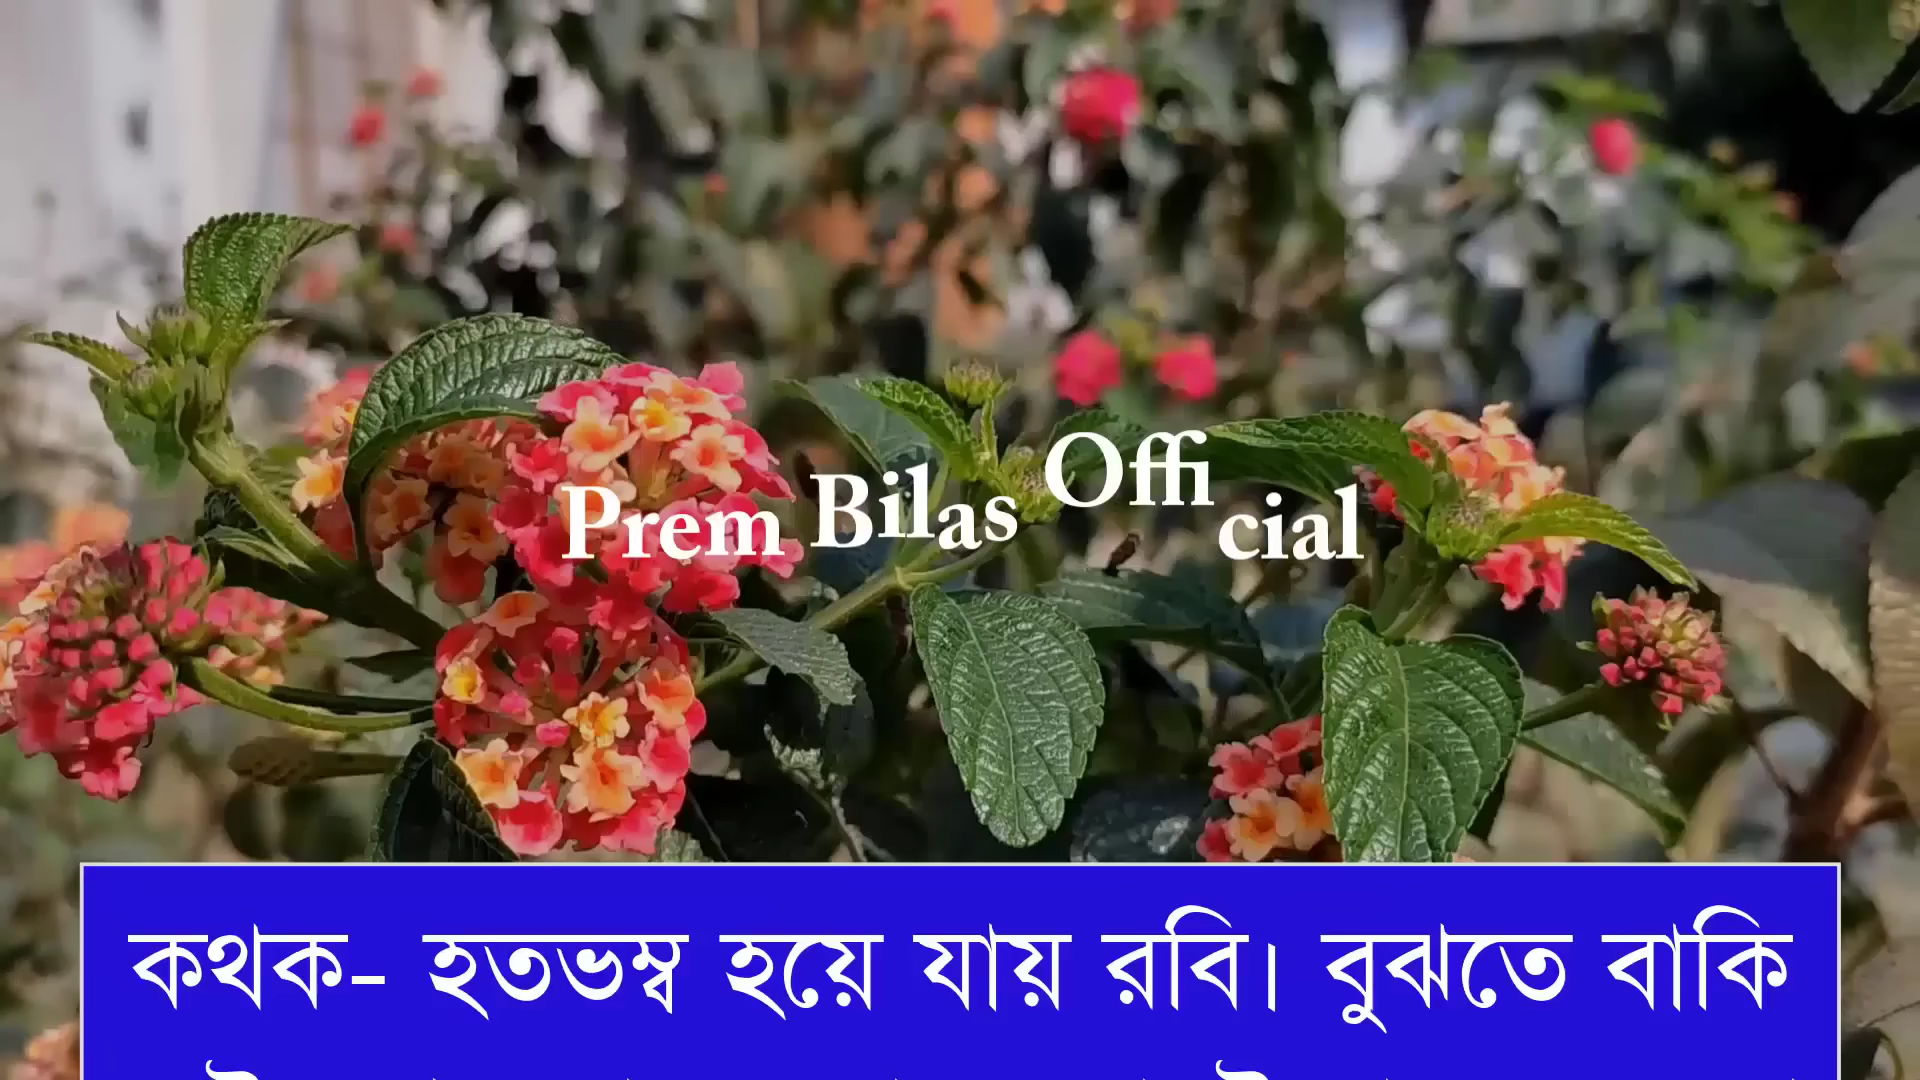 Prem Bilas Official
কথক- হতভম্ব হয়ে যায় রবি। বুঝতে বাকি